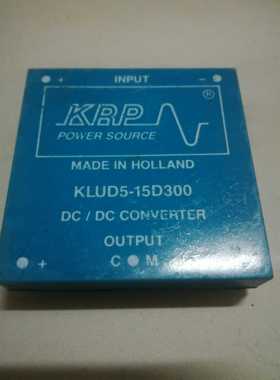 + INPUT −
KRP ®
POWER SOURCE
MADE IN HOLLAND
KLUD5-15D300
DC / DC CONVERTER
OUTPUT
+ C M